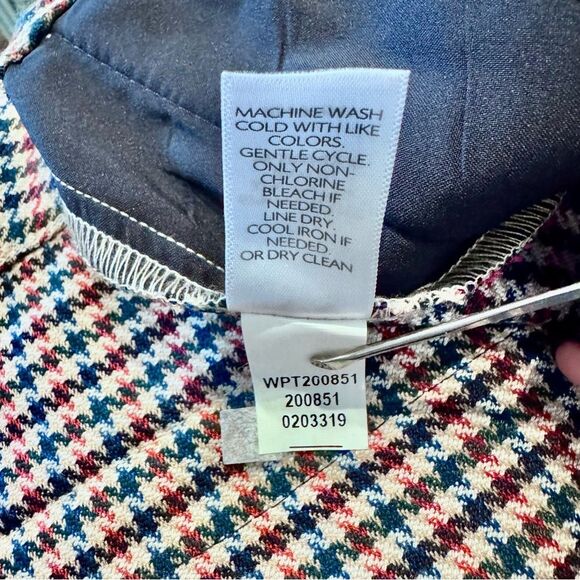 MACHINE WASH
COLD WITH LIKE
COLORS.
GENTLE CYCLE.
ONLY NON-
CHLORINE
BLEACH IF
NEEDED.
LINE DRY.
COOL IRON IF
NEEDED
OR DRY CLEAN
WPT200851
200851
0203319